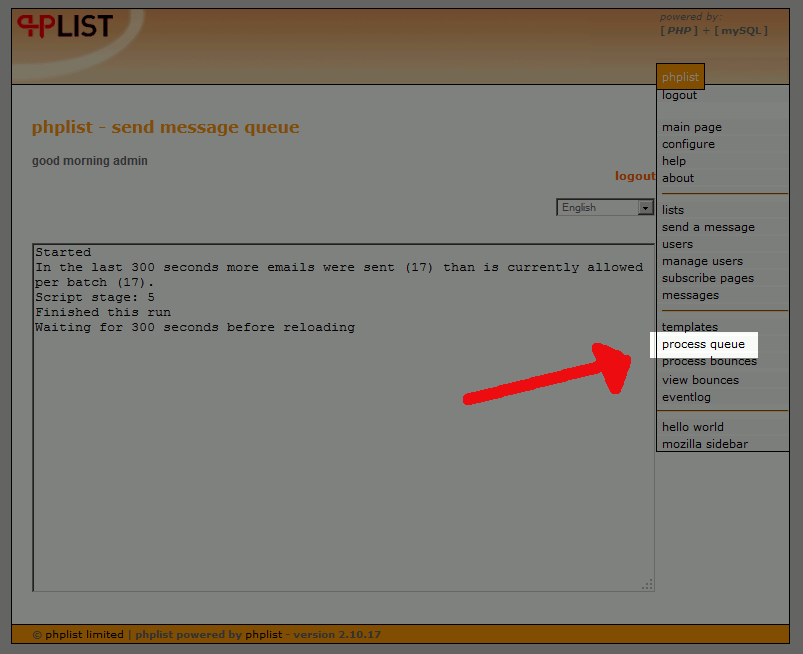 phpLIST
powered by:
[ PHP ] + [ mySQL ]
phplist
logout
main page
configure
help
about
lists
send a message
users
manage users
subscribe pages
messages
templates
process queue
process bounces
view bounces
eventlog
hello world
mozilla sidebar
phplist - send message queue
good morning admin
logout
English
Started
In the last 300 seconds more emails were sent (17) than is currently allowed
per batch (17).
Script stage: 5
Finished this run
Waiting for 300 seconds before reloading
© phplist limited | phplist powered by phplist - version 2.10.17